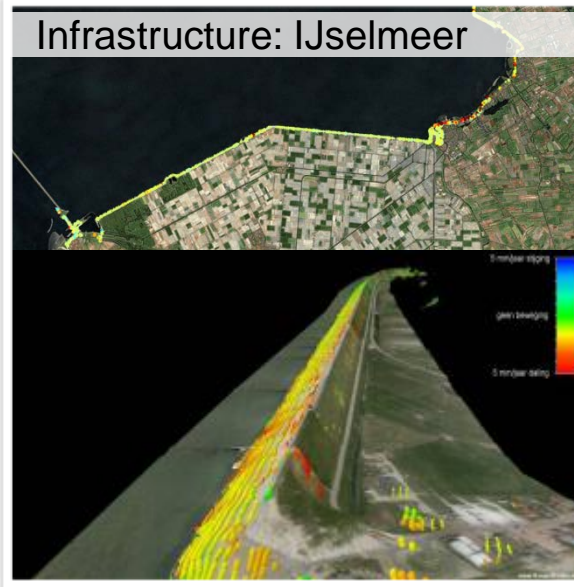 Infrastructure: IJselmeer
5 mm/jaar stijging
geen beweging
5 mm/jaar daling